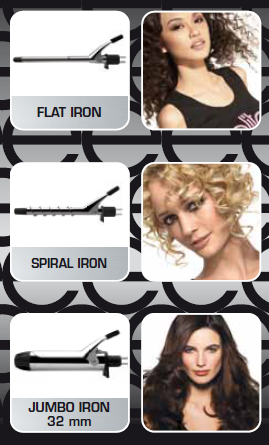 FLAT IRON
SPIRAL IRON
JUMBO IRON
32 mm